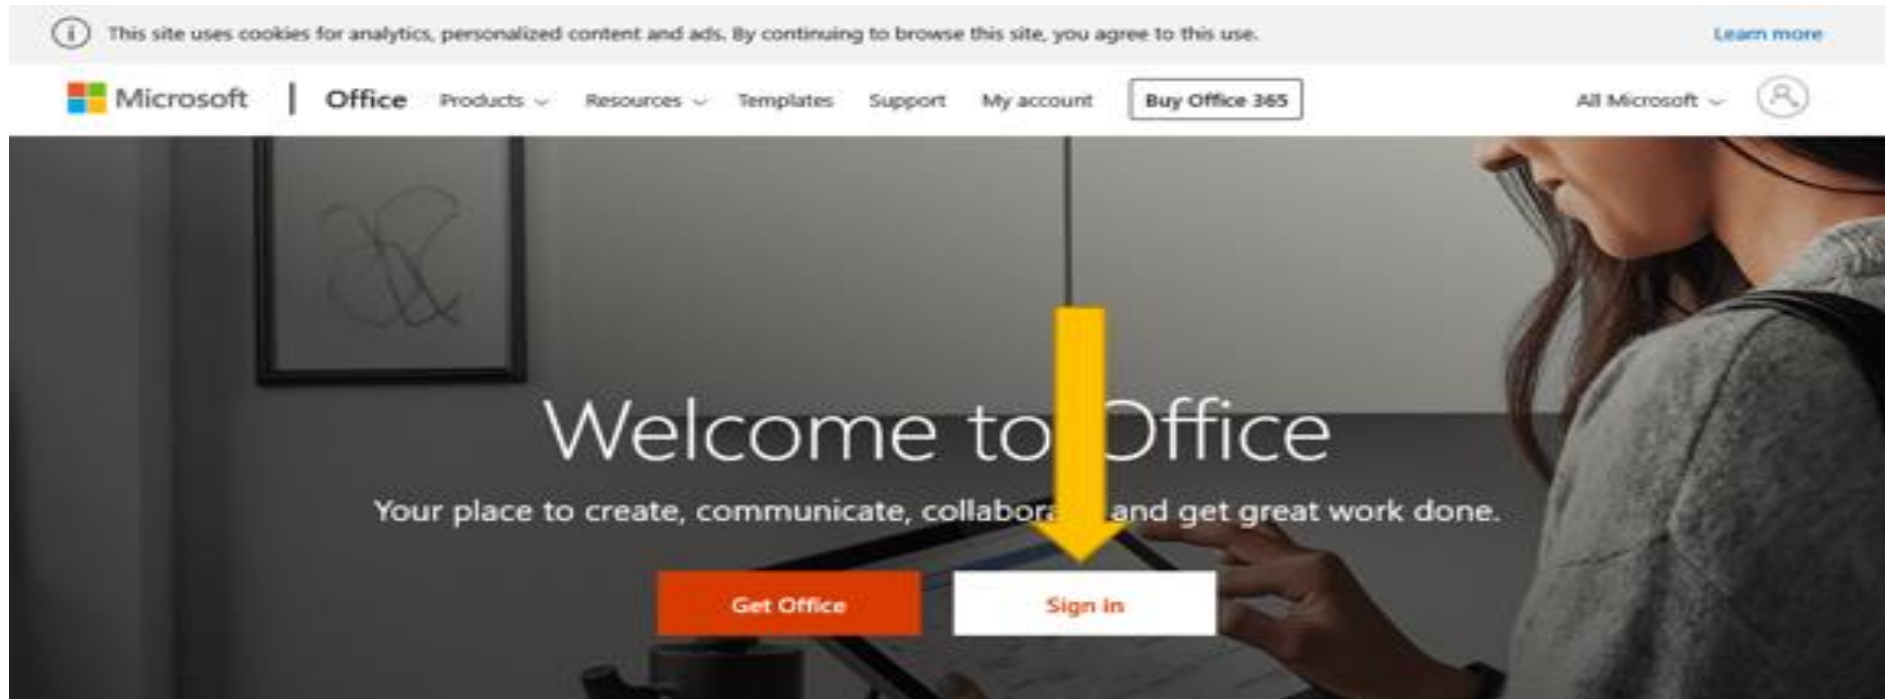 This site uses cookies for analytics, personalized content and ads. By continuing to browse this site, you agree to this use. Learn more
Microsoft Office Products Resources Templates Support My account Buy Office 365 All Microsoft
Welcome to Office
Your place to create, communicate, and get great work done.
Get Office Sign in